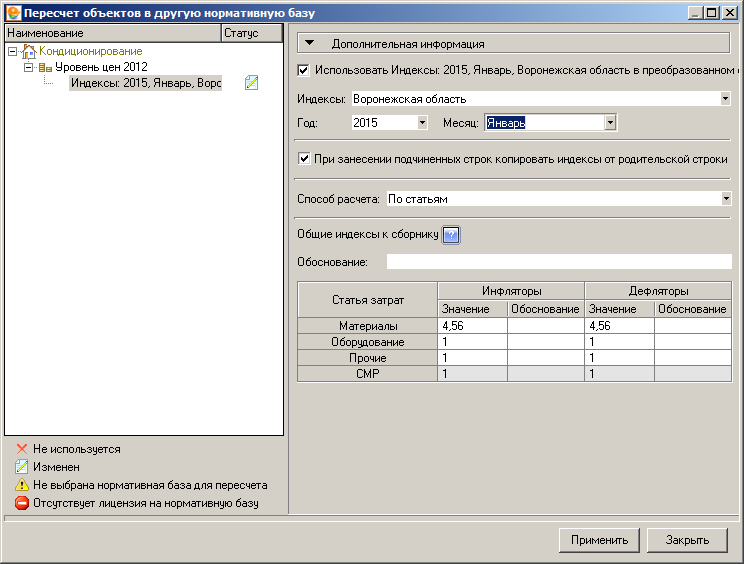 Пересчет объектов в другую нормативную базу
Наименование Статус
Кондиционирование
Уровень цен 2012
Индексы: 2015, Январь, Воро
Не используется
Изменен
Не выбрана нормативная база для пересчета
Отсутствует лицензия на нормативную базу
Дополнительная информация
Использовать Индексы: 2015, Январь, Воронежская область в преобразованном
Индексы: Воронежская область
Год: 2015 Месяц: Январь
При занесении подчиненных строк копировать индексы от родительской строки
Способ расчета: По статьям
Общие индексы к сборнику ?
Обоснование:
Статья затрат Инфляторы Дефляторы
Значение Обоснование Значение Обоснование
Материалы 4,56 4,56
Оборудование 1 1
Прочие 1 1
СМР 1 1
Применить Закрыть